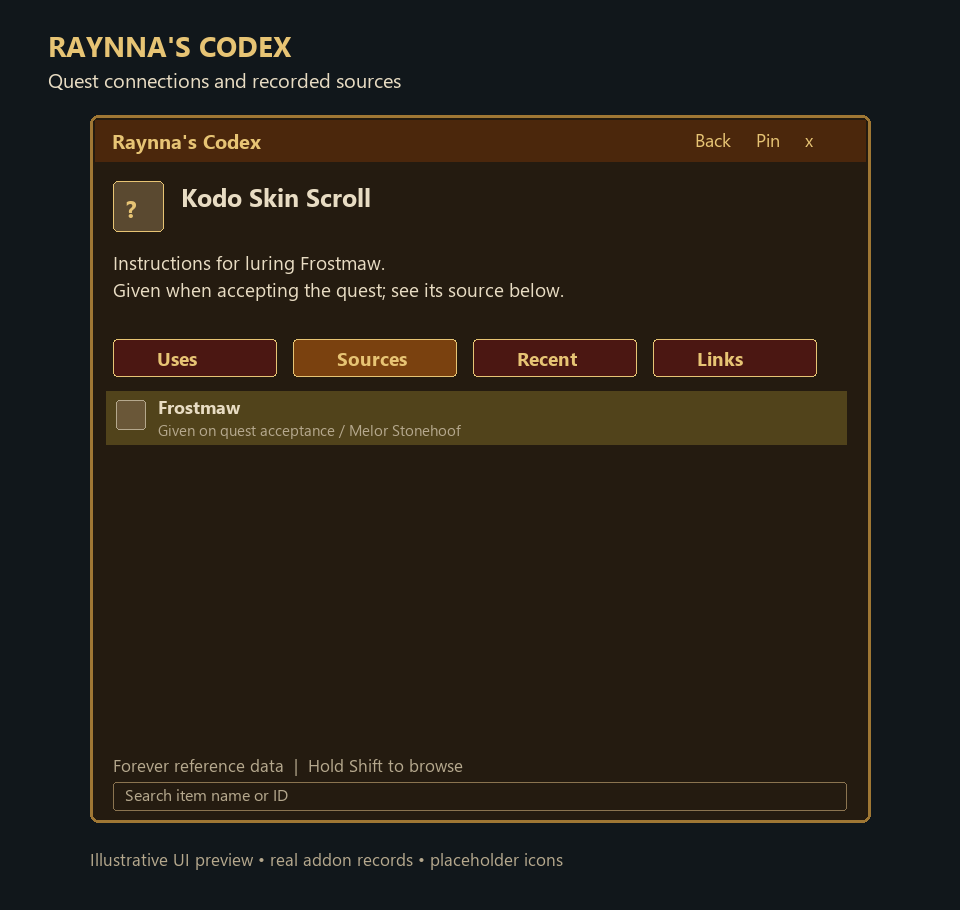 RAYNNA'S CODEX
Quest connections and recorded sources
Raynna's Codex Back Pin x
?
Kodo Skin Scroll
Instructions for luring Frostmaw.
Given when accepting the quest; see its source below.
Uses Sources Recent Links
Frostmaw
Given on quest acceptance / Melor Stonehoof
Forever reference data | Hold Shift to browse
Search item name or ID
Illustrative UI preview • real addon records • placeholder icons